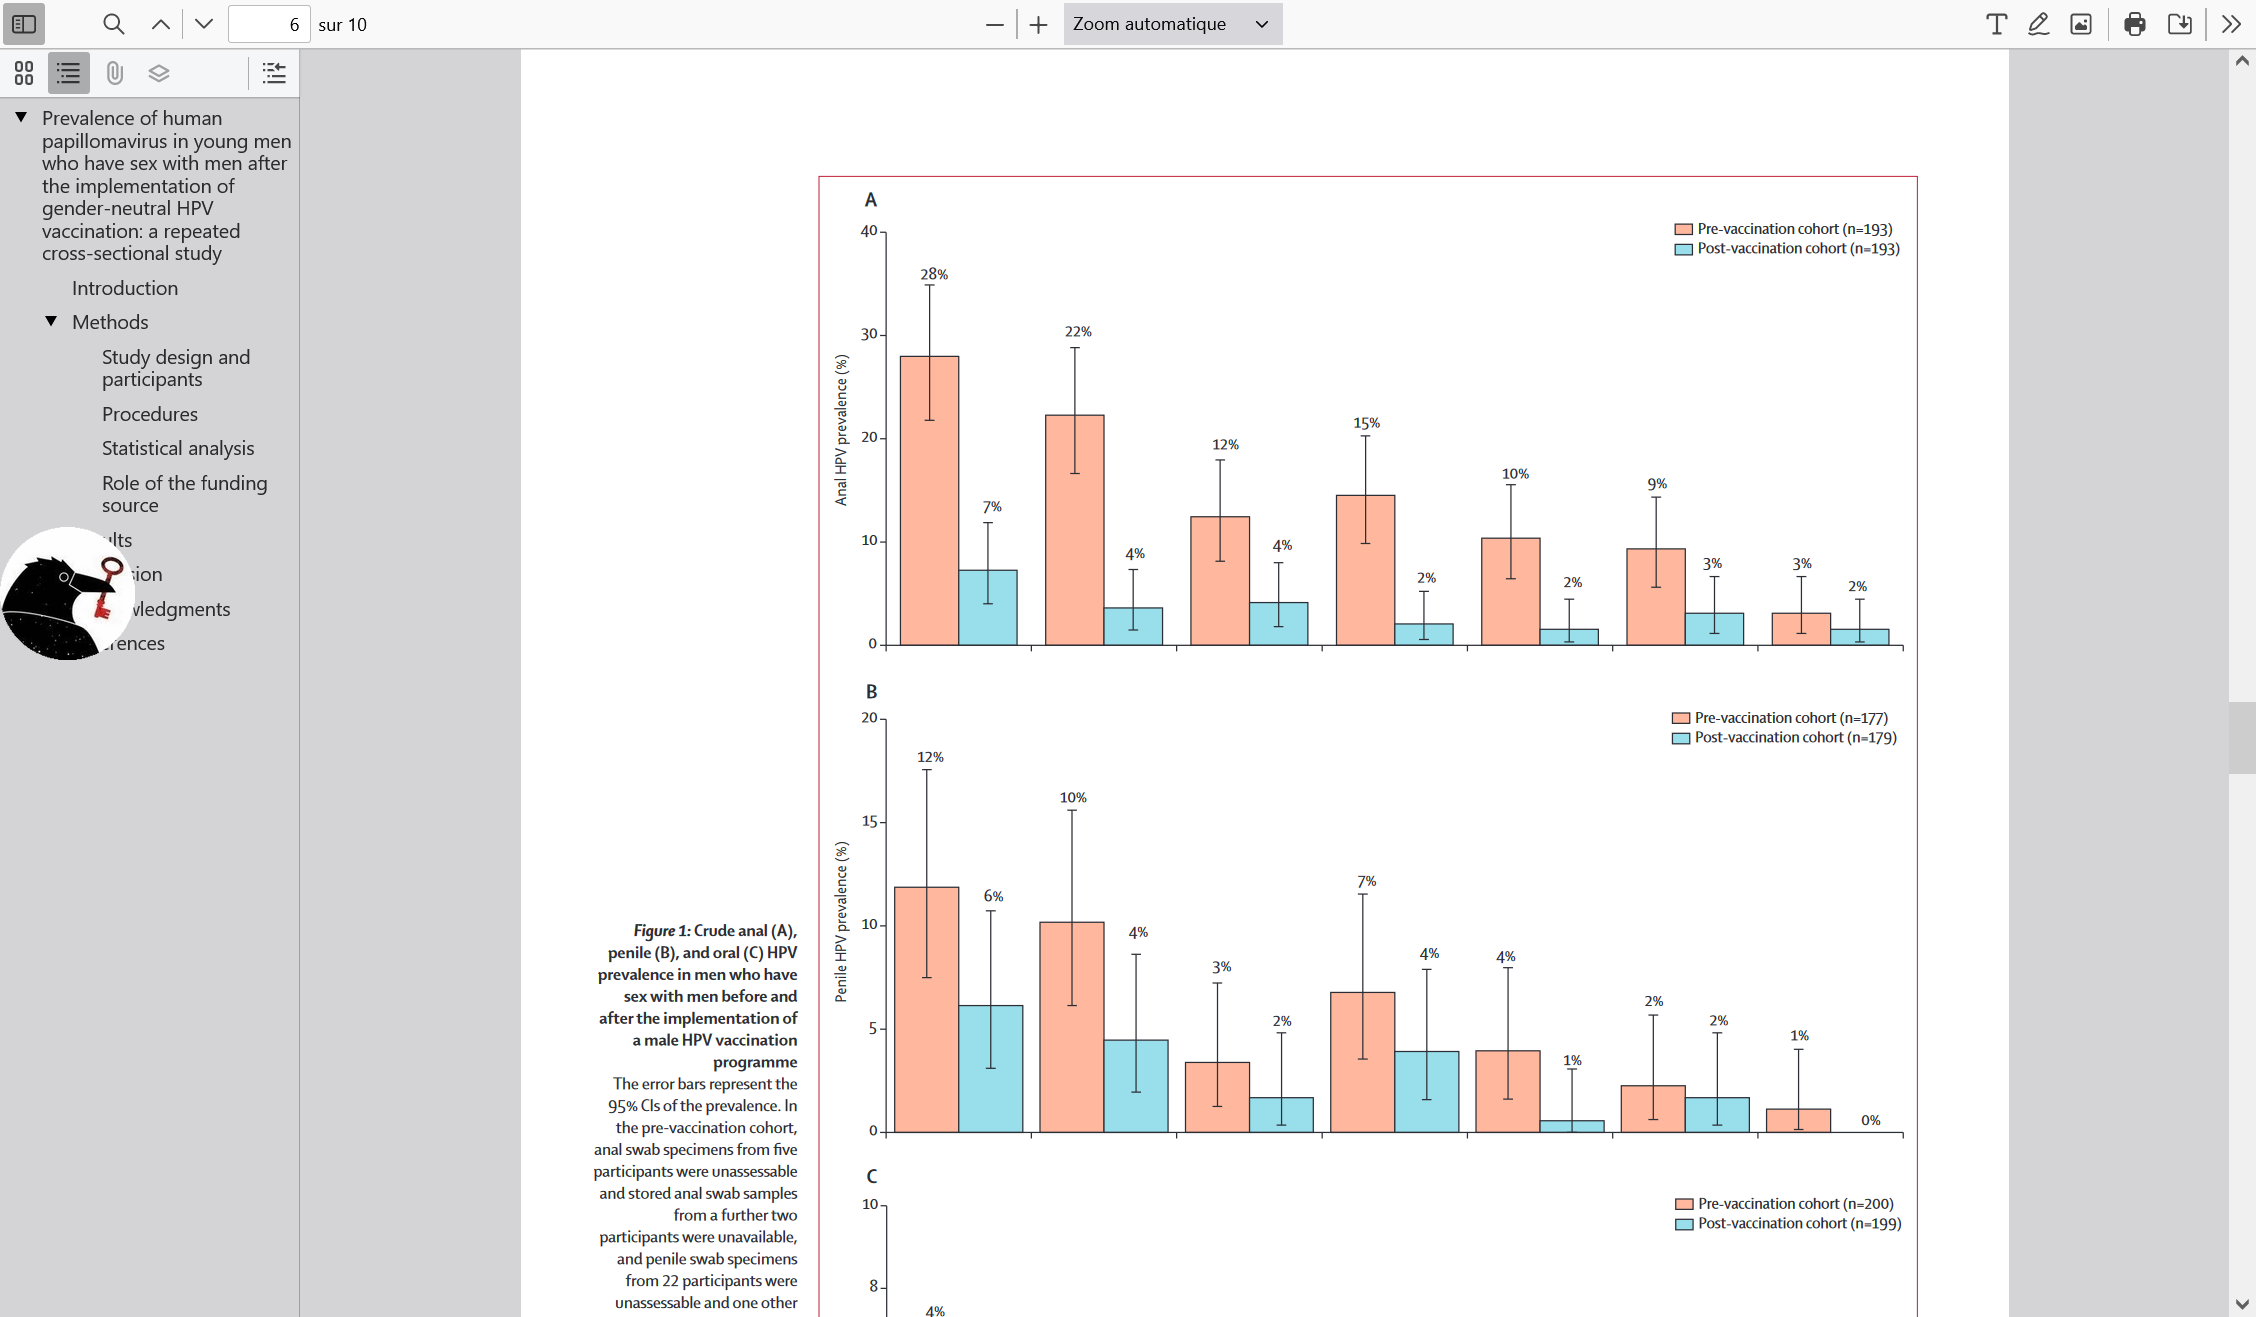 6 sur 10
Zoom automatique
Prevalence of human
papillomavirus in young men
who have sex with men after
the implementation of
gender-neutral HPV
vaccination: a repeated
cross-sectional study
Introduction
Methods
Study design and
participants
Procedures
Statistical analysis
Role of the funding
source
ults
sion
wledgments
rences
A
40
30
20
10
0
Anal HPV prevalence (%)
Pre-vaccination cohort (n=193)
Post-vaccination cohort (n=193)
28%
7%
22%
4%
12%
4%
15%
2%
10%
2%
9%
3%
3%
2%
B
20
15
10
5
0
Penile HPV prevalence (%)
Pre-vaccination cohort (n=177)
Post-vaccination cohort (n=179)
12%
6%
10%
4%
3%
2%
7%
4%
4%
1%
2%
2%
1%
0%
Figure 1: Crude anal (A),
penile (B), and oral (C) HPV
prevalence in men who have
sex with men before and
after the implementation of
a male HPV vaccination
programme
The error bars represent the
95% CIs of the prevalence. In
the pre-vaccination cohort,
anal swab specimens from five
participants were unassessable
and stored anal swab samples
from a further two
participants were unavailable,
and penile swab specimens
from 22 participants were
unassessable and one other
C
10
8
Pre-vaccination cohort (n=200)
Post-vaccination cohort (n=199)
4%